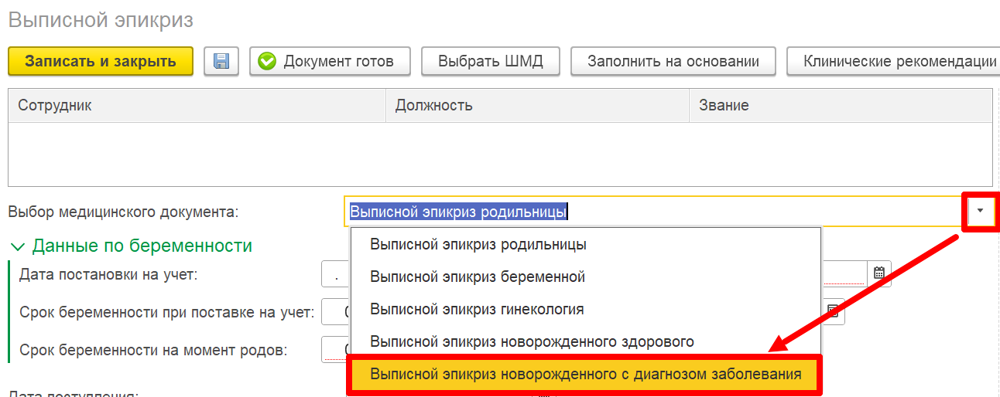 Выписной эпикриз
Записать и закрыть Документ готов Выбрать ШМД Заполнить на основании Клинические рекомендации
Сотрудник Должность Звание
Выбор медицинского документа: Выписной эпикриз родильницы
Данные по беременности
Выписной эпикриз родильницы
Дата постановки на учет: .
Выписной эпикриз беременной
Срок беременности при поставке на учет:
Выписной эпикриз гинекология
Выписной эпикриз новорожденного здорового
Срок беременности на момент родов:
Выписной эпикриз новорожденного с диагнозом заболевания
Дата поступления: